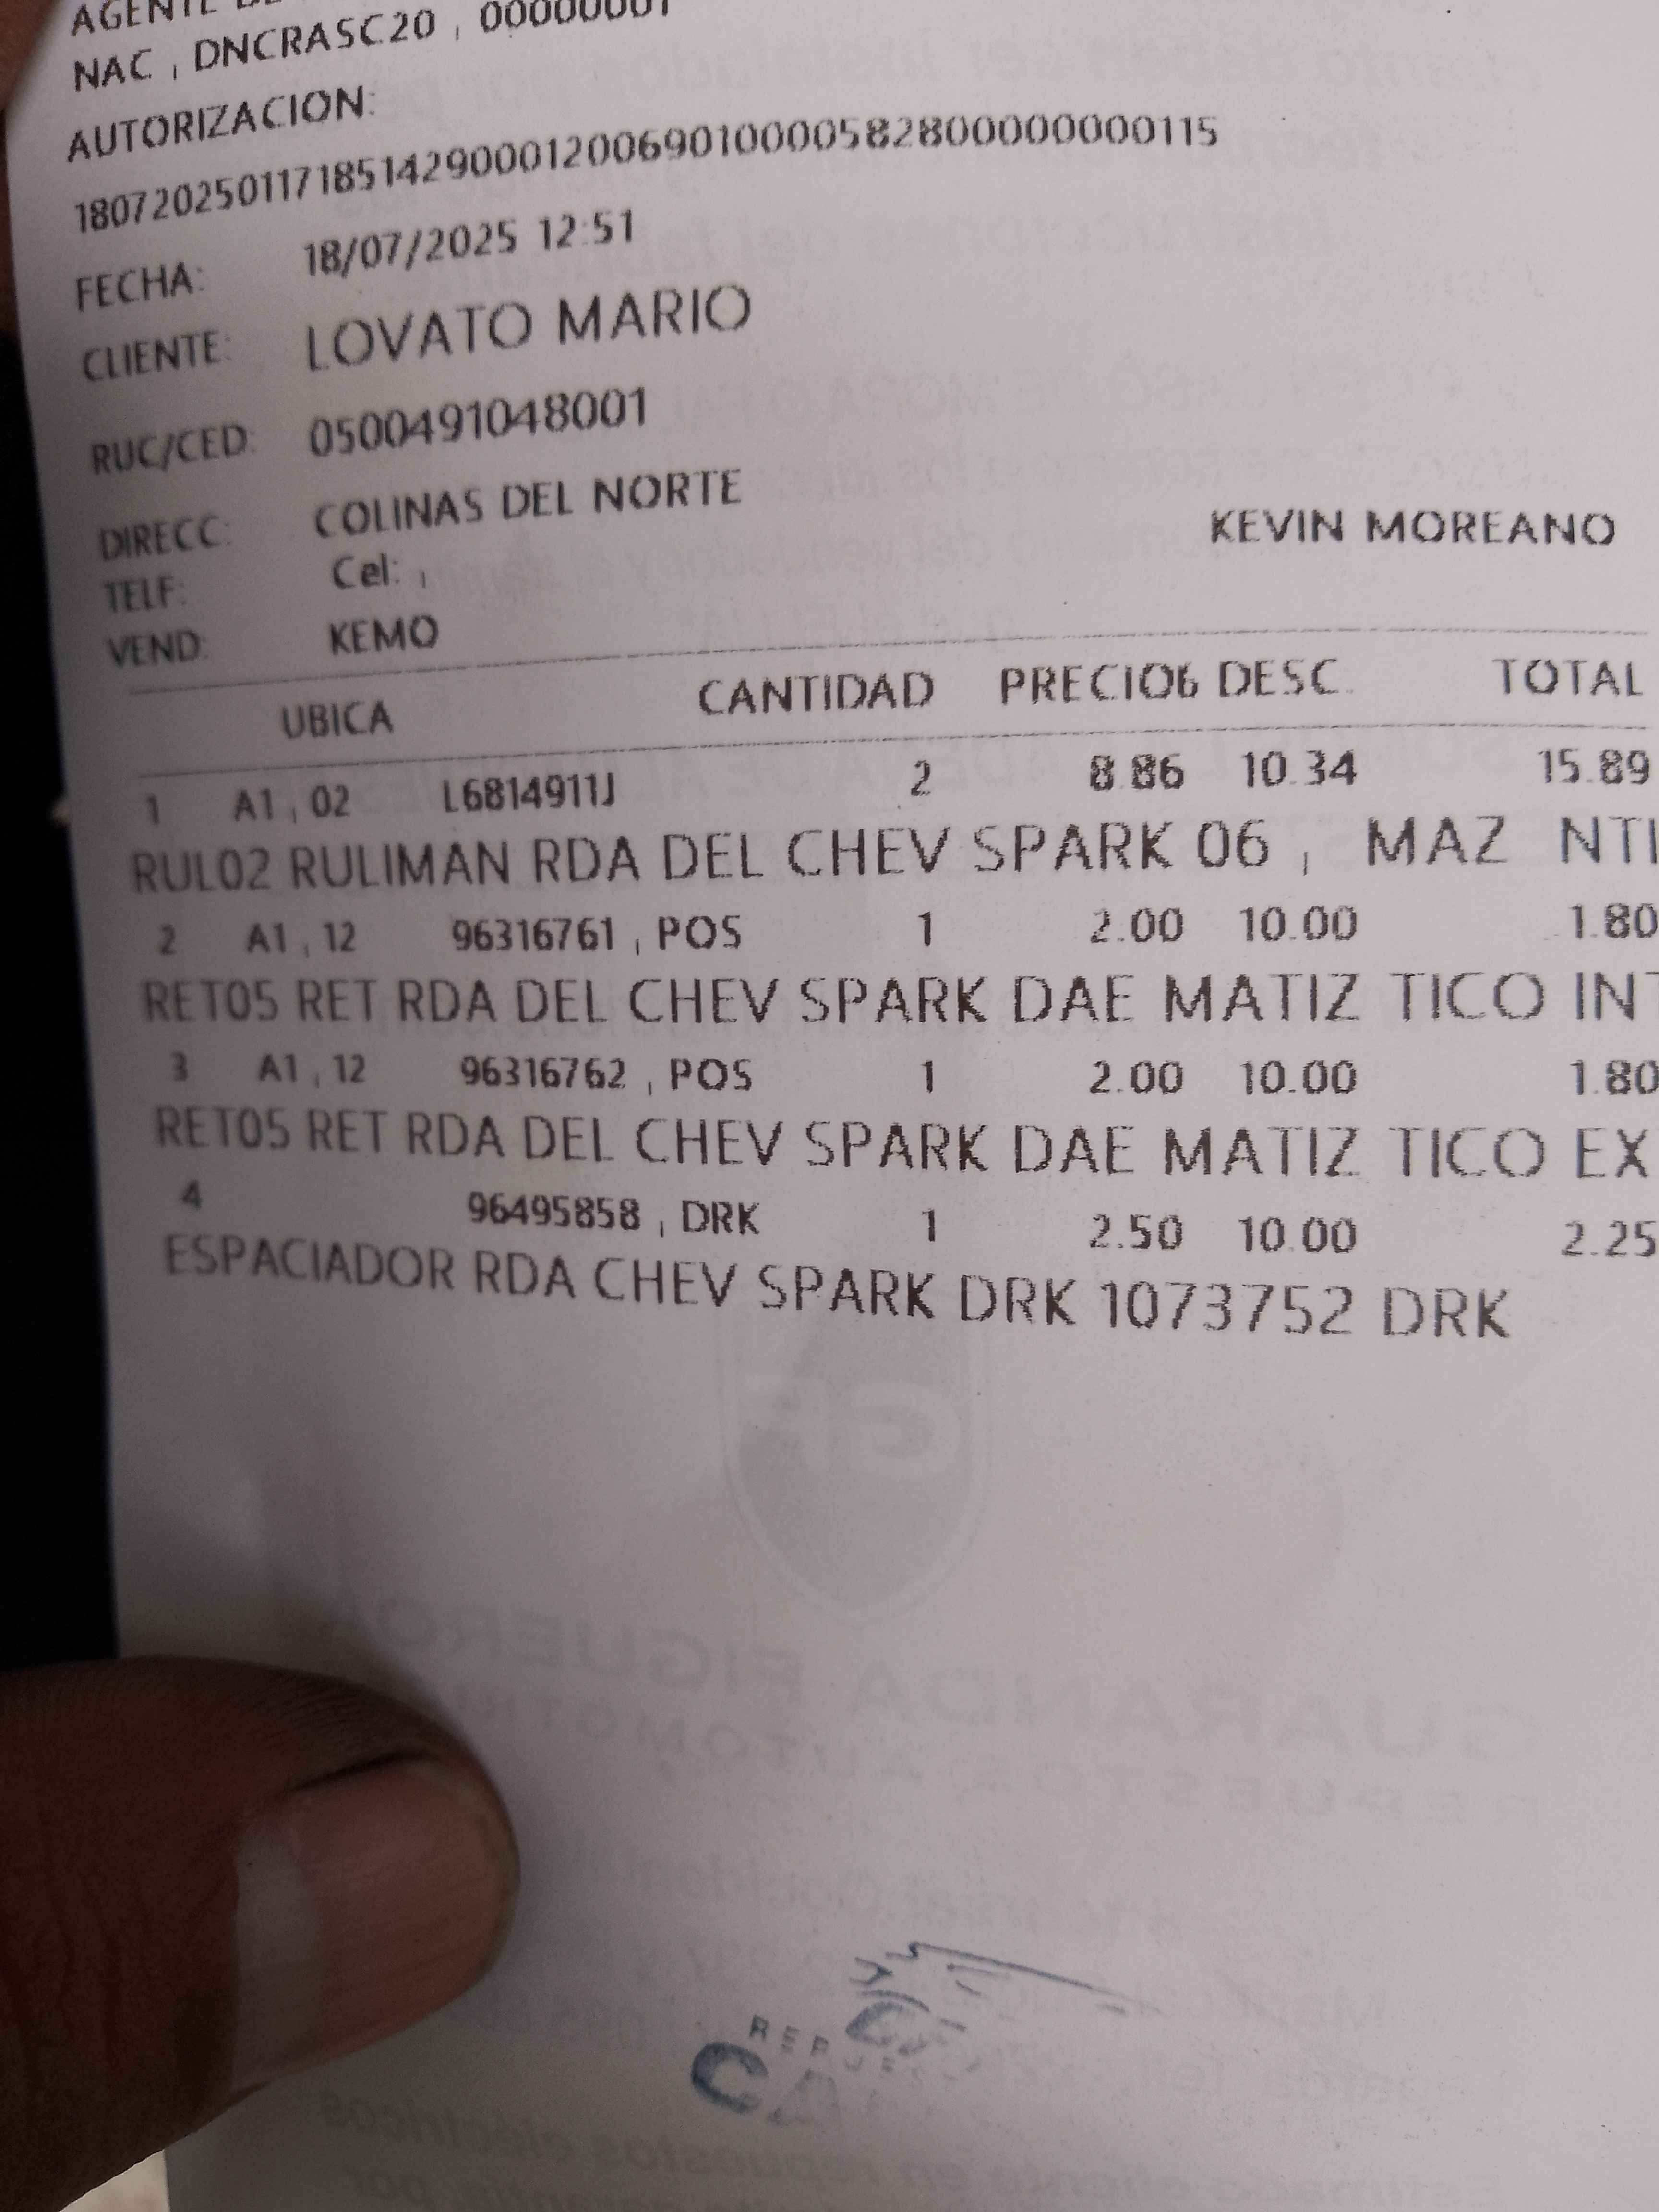 AGENTE
NAC , DNCRASC20 , 00000001
AUTORIZACION:
1807202501171851429000120069010000582800000000115
FECHA: 18/07/2025 12:51
CLIENTE: LOVATO MARIO
RUC/CED: 0500491048001
DIRECC: COLINAS DEL NORTE
TELF: Cel: ,
VEND: KEMO KEVIN MOREANO
UBICA CANTIDAD PRECIO6 DESC. TOTAL
1 A1 , 02 L6814911J 2 8.86 10.34 15.89
RUL02 RULIMAN RDA DEL CHEV SPARK 06 , MAZ NTI
2 A1 , 12 96316761 , POS 1 2.00 10.00 1.80
RET05 RET RDA DEL CHEV SPARK DAE MATIZ TICO INT
3 A1 , 12 96316762 , POS 1 2.00 10.00 1.80
RET05 RET RDA DEL CHEV SPARK DAE MATIZ TICO EX
4 96495858 , DRK 1 2.50 10.00 2.25
ESPACIADOR RDA CHEV SPARK DRK 1073752 DRK
GUARANDA FIGUEROA